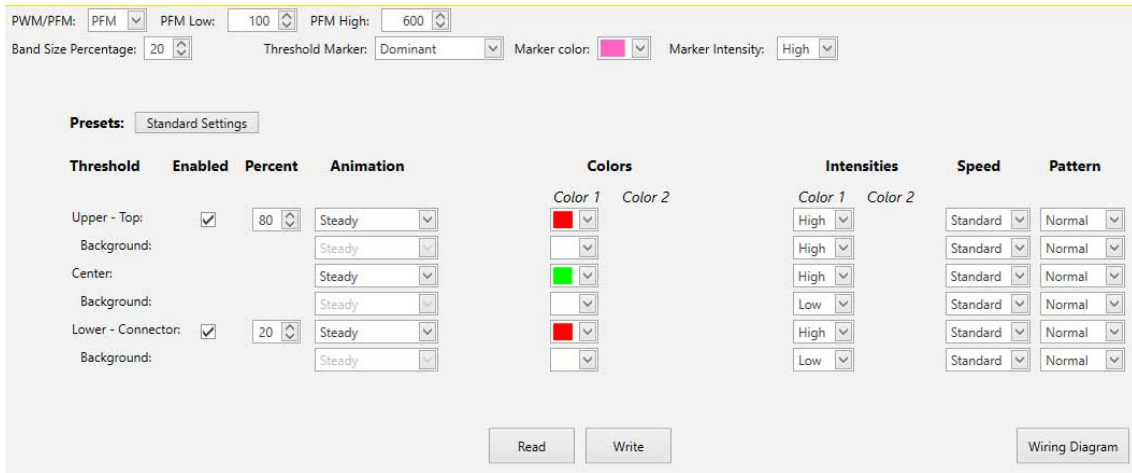 PWM/PFM: PFM PFM Low: 100 PFM High: 600
Band Size Percentage: 20 Threshold Marker: Dominant Marker color: Marker Intensity: High
Presets: Standard Settings
Threshold Enabled Percent Animation Colors Intensities Speed Pattern
Color 1 Color 2 Color 1 Color 2
Upper - Top: 80 Steady High Standard Normal
Background: Steady High Standard Normal
Center: Steady High Standard Normal
Background: Steady Low Standard Normal
Lower - Connector: 20 Steady High Standard Normal
Background: Steady Low Standard Normal
Read Write Wiring Diagram